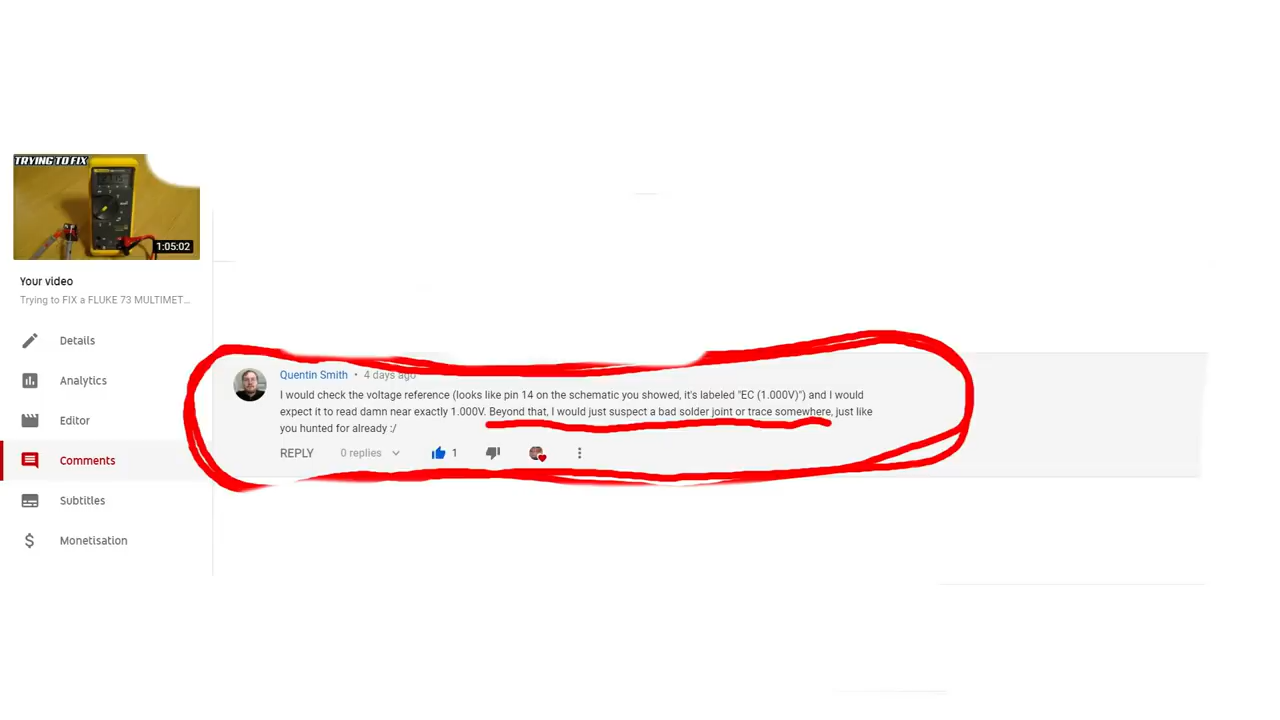 TRYING TO FIX
1:05:02
Your video
Trying to FIX a FLUKE 73 MULTIMET...
Details
Analytics
Editor
Comments
Subtitles
Monetisation
Quentin Smith • 4 days ago
I would check the voltage reference (looks like pin 14 on the schematic you showed, it's labeled "EC (1.000V)") and I would
expect it to read damn near exactly 1.000V. Beyond that, I would just suspect a bad solder joint or trace somewhere, just like
you hunted for already :/
REPLY 0 replies 1